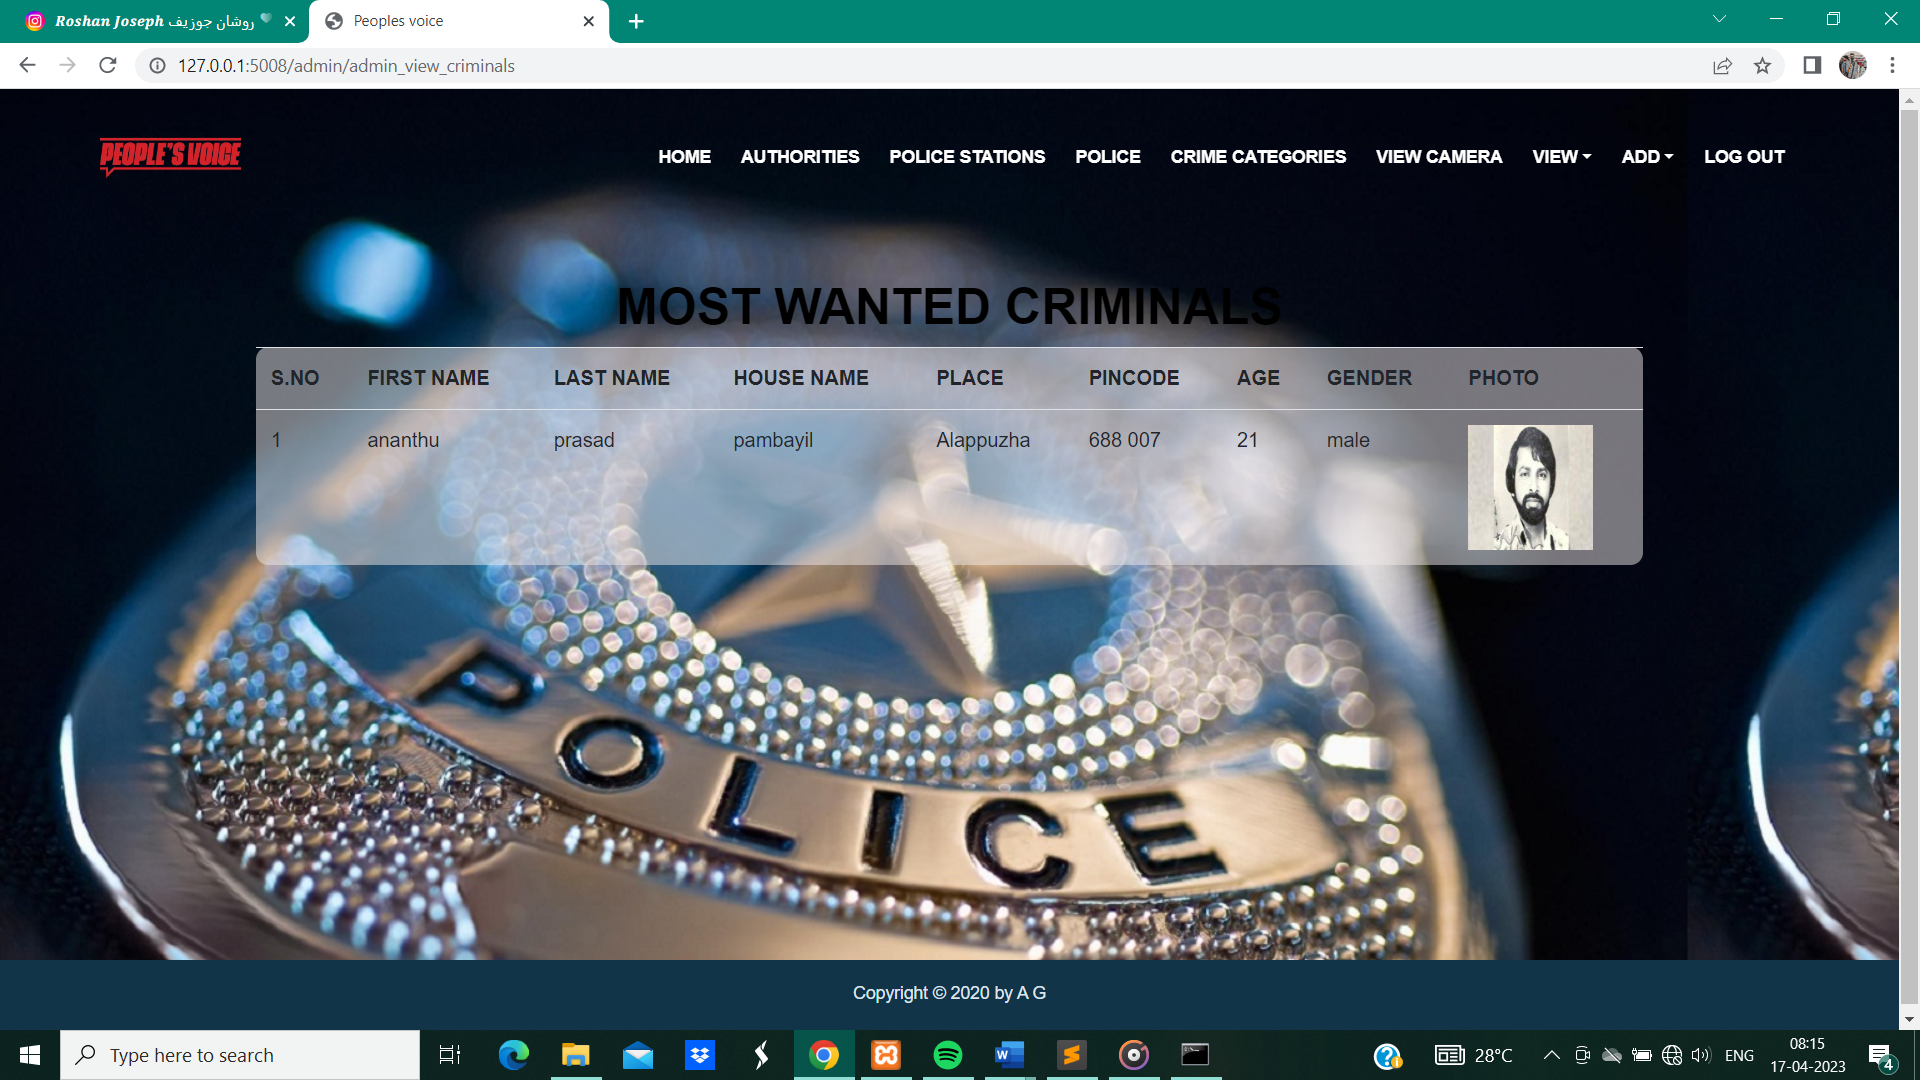 Roshan Joseph روشان جوزيف
Peoples voice
127.0.0.1:5008/admin/admin_view_criminals
PEOPLE'S VOICE
HOME AUTHORITIES POLICE STATIONS POLICE CRIME CATEGORIES VIEW CAMERA VIEW ADD LOG OUT
MOST WANTED CRIMINALS
S.NO FIRST NAME LAST NAME HOUSE NAME PLACE PINCODE AGE GENDER PHOTO
1 ananthu prasad pambayil Alappuzha 688 007 21 male
POLICE
Copyright © 2020 by A G
Type here to search
28°C
ENG
08:15
17-04-2023
4